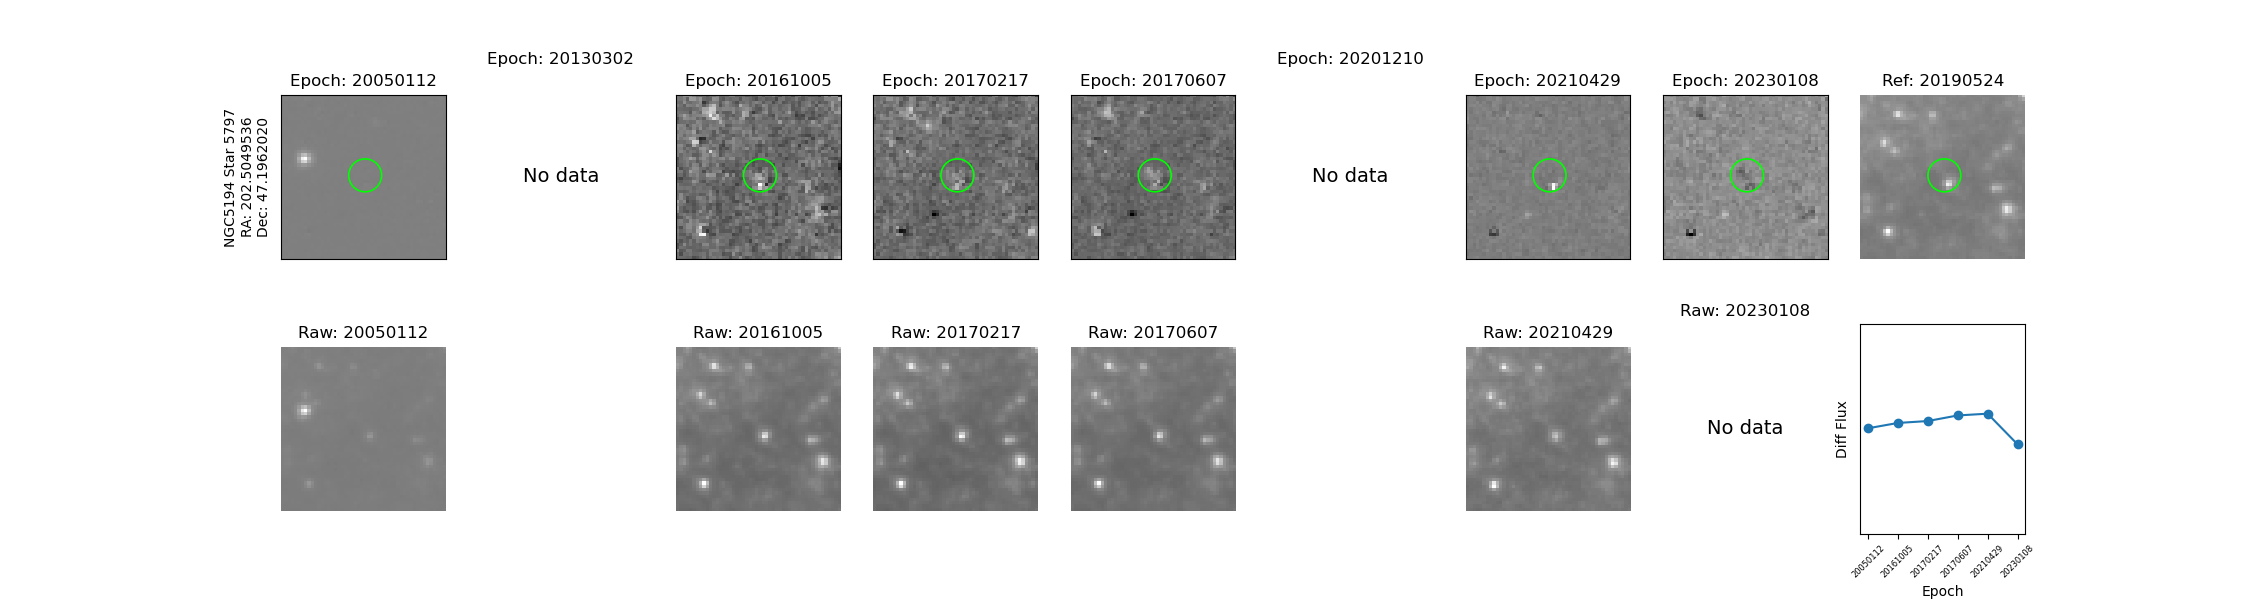 Epoch: 20130302
Epoch: 20201210
Epoch: 20050112
Epoch: 20161005
Epoch: 20170217
Epoch: 20170607
Epoch: 20210429
Epoch: 20230108
Ref: 20190524
NGC5194 Star 5797
RA: 202.5049536
Dec: 47.1962020
No data
No data
Raw: 20230108
Raw: 20050112
Raw: 20161005
Raw: 20170217
Raw: 20170607
Raw: 20210429
No data
Diff Flux
20050112
20161005
20170217
20170607
20210429
20230108
Epoch